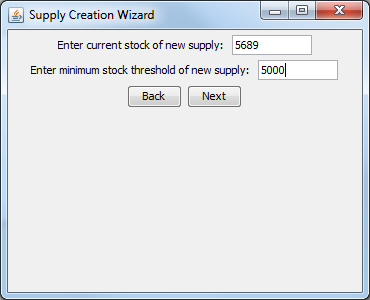 Supply Creation Wizard
Enter current stock of new supply: 5689
Enter minimum stock threshold of new supply: 5000
Back Next